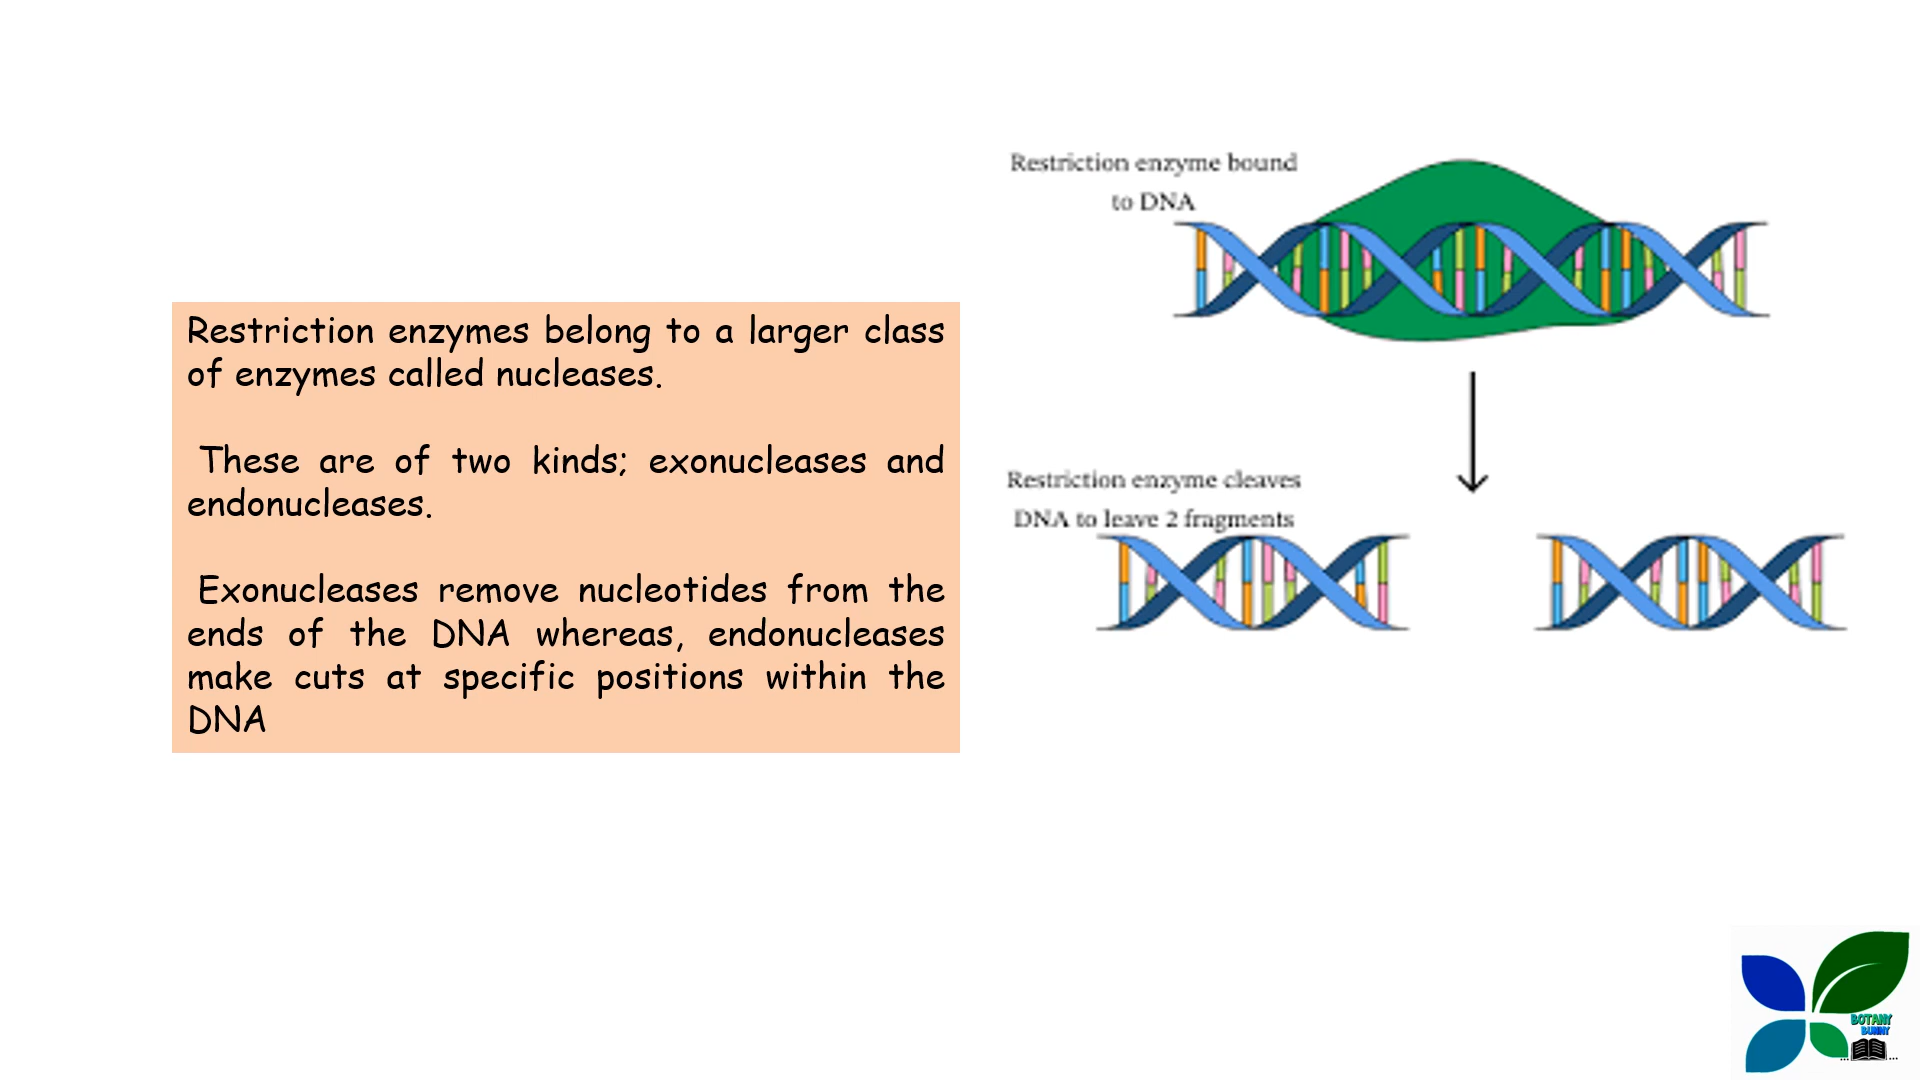 Restriction enzymes belong to a larger class
of enzymes called nucleases.
These are of two kinds; exonucleases and
endonucleases.
Exonucleases remove nucleotides from the
ends of the DNA whereas, endonucleases
make cuts at specific positions within the
DNA
Restriction enzyme bound
to DNA
Restriction enzyme cleaves
DNA to leave 2 fragments
BOTANY
BUNNY